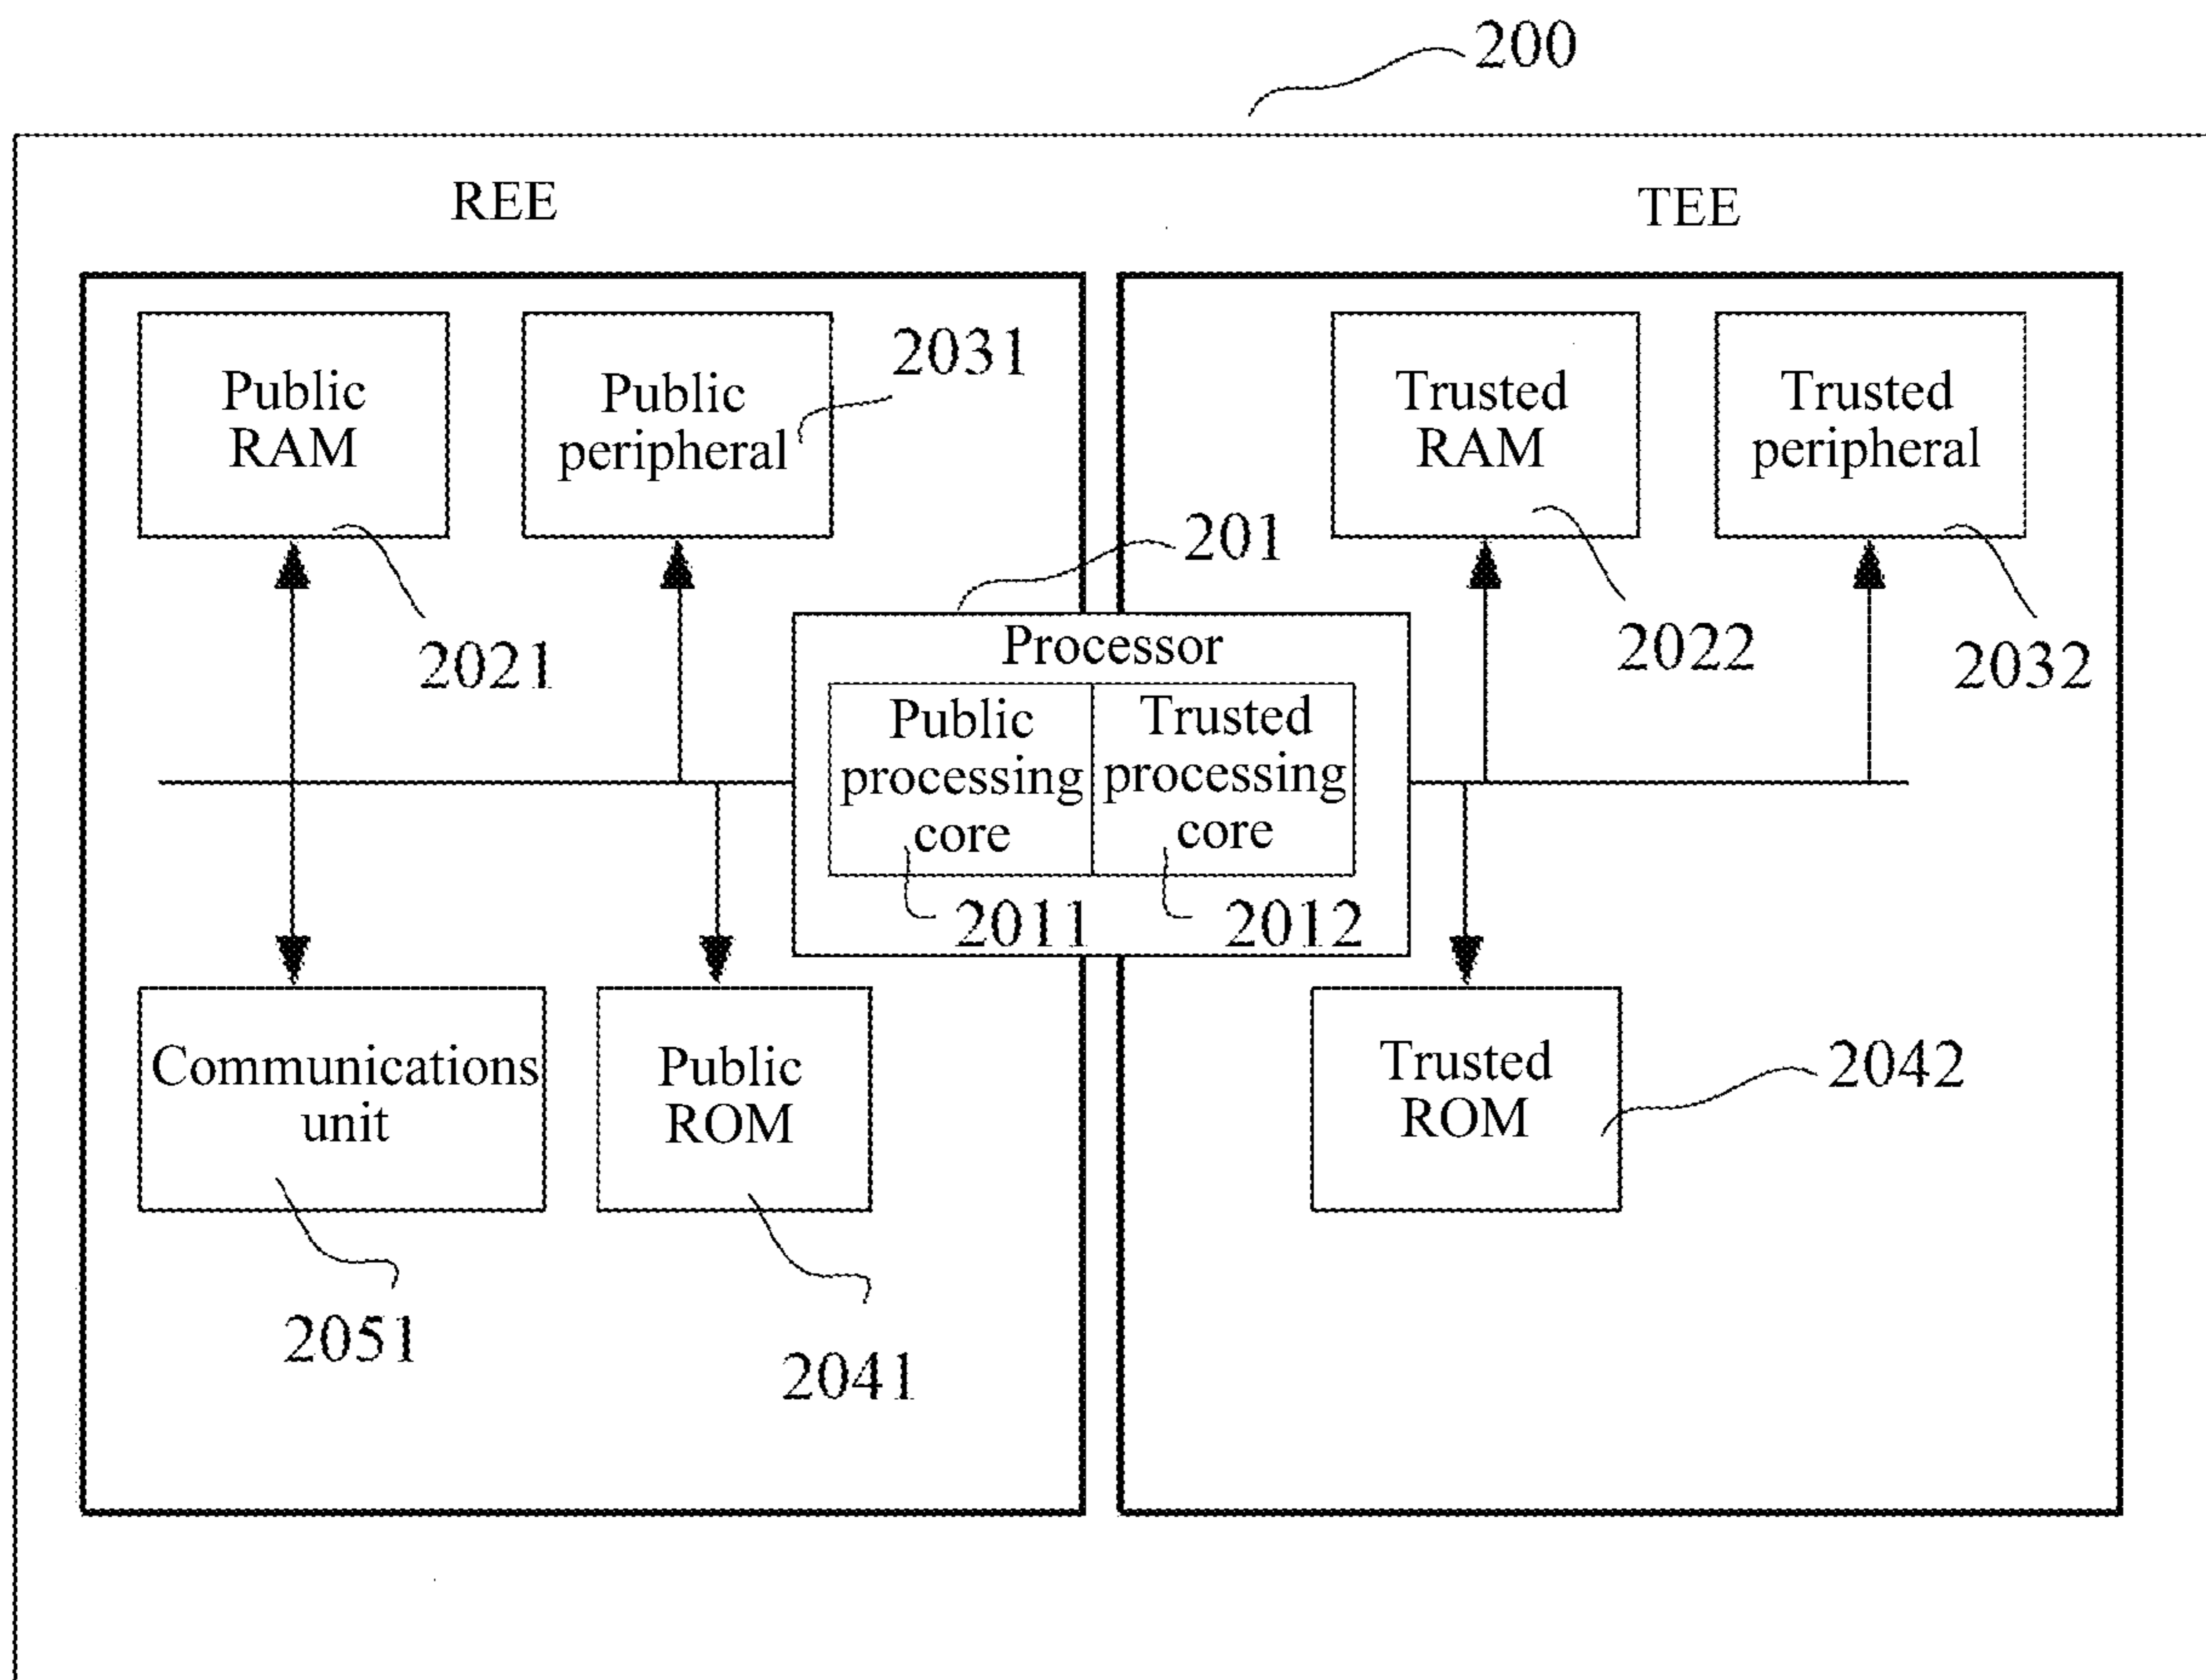 200
REE
TEE
Public
RAM
2021
Public
peripheral
2031
Trusted
RAM
2022
Trusted
peripheral
2032
201
Processor
Public
processing
core
2011
Trusted
processing
core
2012
Communications
unit
2051
Public
ROM
2041
Trusted
ROM
2042